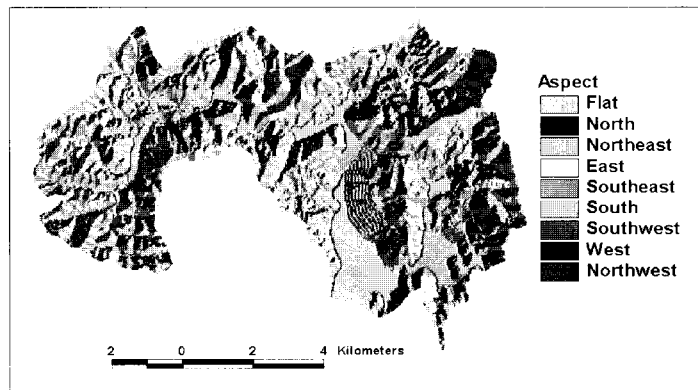 Aspect
Flat
North
Northeast
East
Southeast
South
Southwest
West
Northwest
2 0 2 4 Kilometers